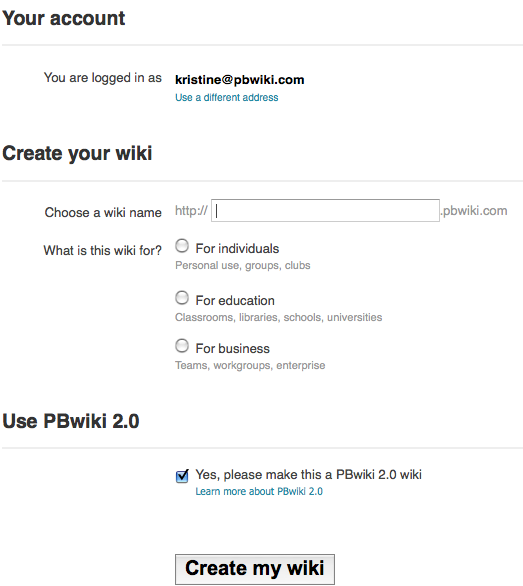 Your account
You are logged in as kristine@pbwiki.com
Use a different address
Create your wiki
Choose a wiki name http:// .pbwiki.com
What is this wiki for? For individuals
Personal use, groups, clubs
For education
Classrooms, libraries, schools, universities
For business
Teams, workgroups, enterprise
Use PBwiki 2.0
Yes, please make this a PBwiki 2.0 wiki
Learn more about PBwiki 2.0
Create my wiki